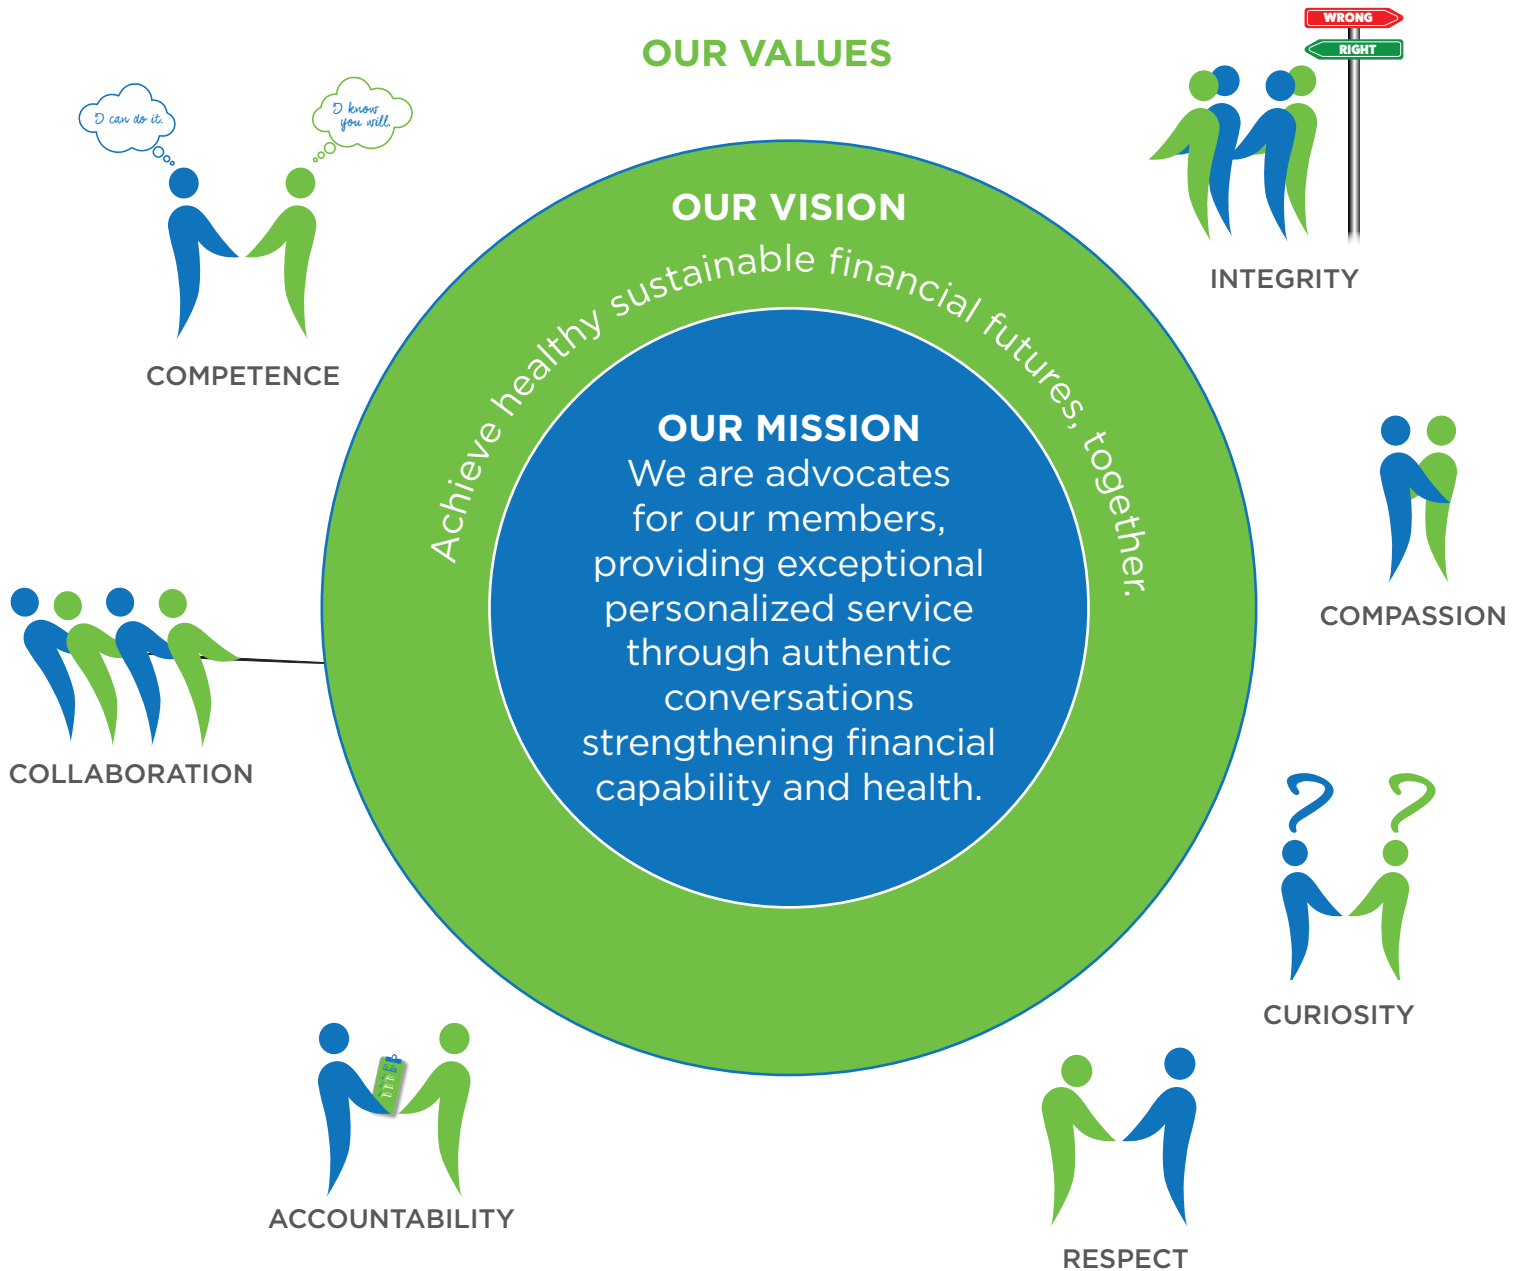 OUR VALUES
WRONG
RIGHT
I can do it.
I know
you will.
COMPETENCE
INTEGRITY
OUR VISION
Achieve healthy sustainable financial futures, together.
OUR MISSION
We are advocates
for our members,
providing exceptional
personalized service
through authentic
conversations
strengthening financial
capability and health.
COMPASSION
COLLABORATION
? ?
CURIOSITY
ACCOUNTABILITY
RESPECT